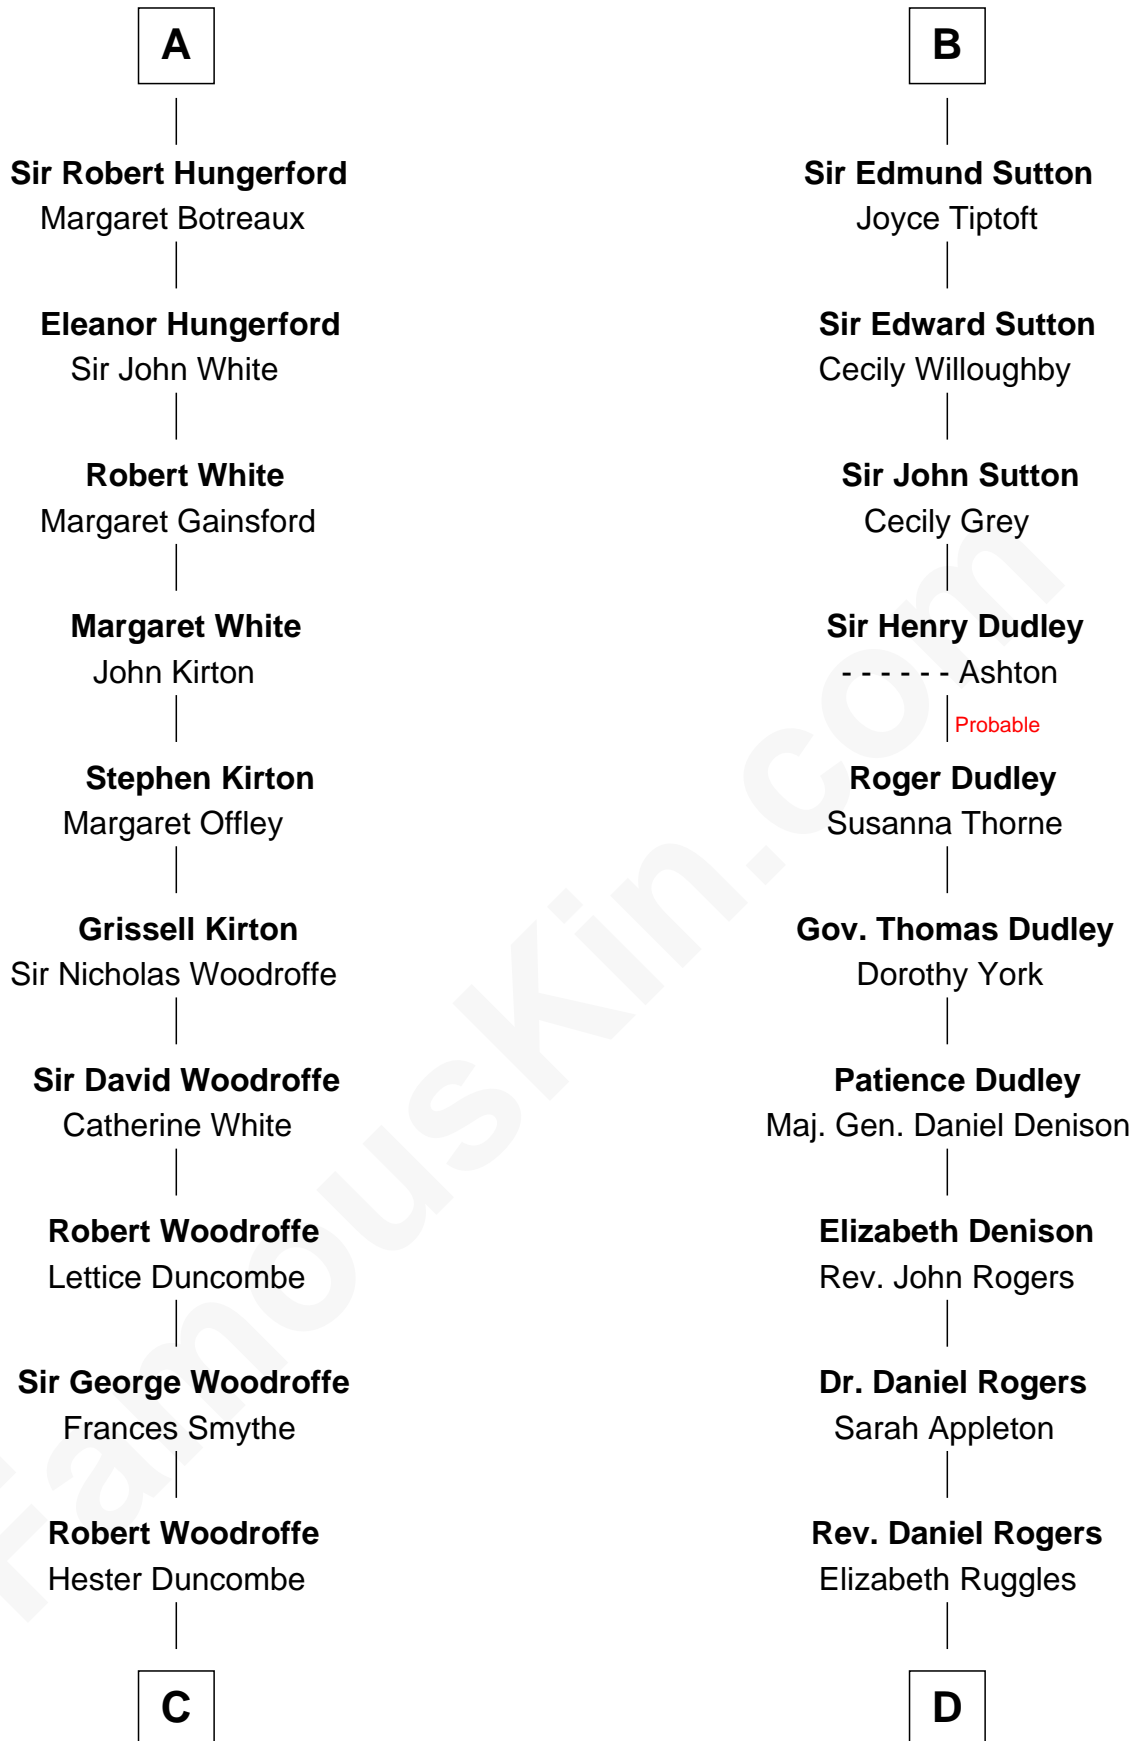 A
Sir Robert Hungerford
Margaret Botreaux
Eleanor Hungerford
Sir John White
Robert White
Margaret Gainsford
Margaret White
John Kirton
Stephen Kirton
Margaret Offley
Grissell Kirton
Sir Nicholas Woodroffe
Sir David Woodroffe
Catherine White
Robert Woodroffe
Lettice Duncombe
Sir George Woodroffe
Frances Smythe
Robert Woodroffe
Hester Duncombe
C
B
Sir Edmund Sutton
Joyce Tiptoft
Sir Edward Sutton
Cecily Willoughby
Sir John Sutton
Cecily Grey
Sir Henry Dudley
- - - - - - Ashton
Probable
Roger Dudley
Susanna Thorne
Gov. Thomas Dudley
Dorothy York
Patience Dudley
Maj. Gen. Daniel Denison
Elizabeth Denison
Rev. John Rogers
Dr. Daniel Rogers
Sarah Appleton
Rev. Daniel Rogers
Elizabeth Ruggles
D
FamousKin.com